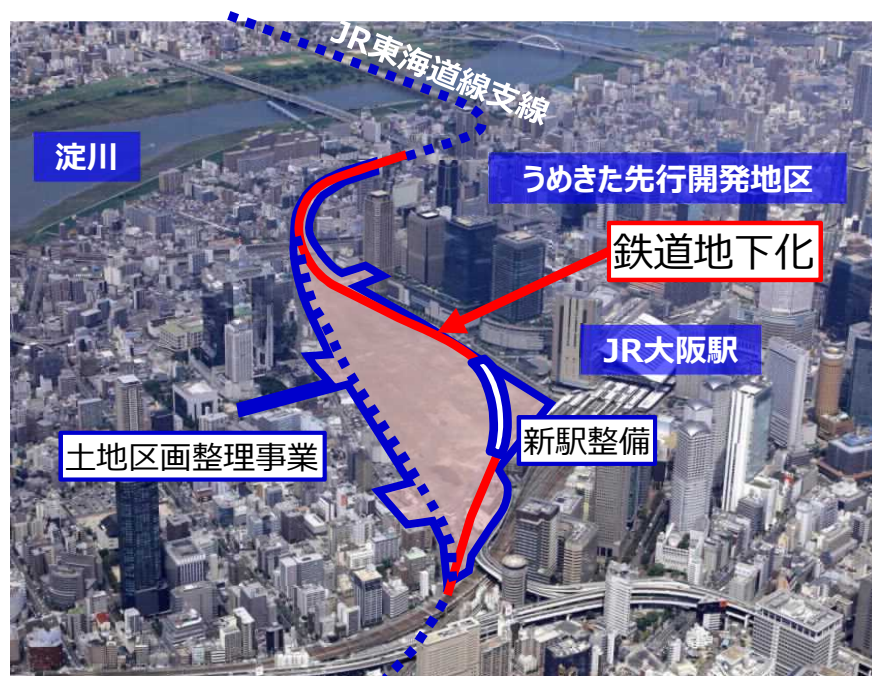 JR東海道線支線
淀川
うめきた先行開発地区
鉄道地下化
JR大阪駅
土地区画整理事業
新駅整備